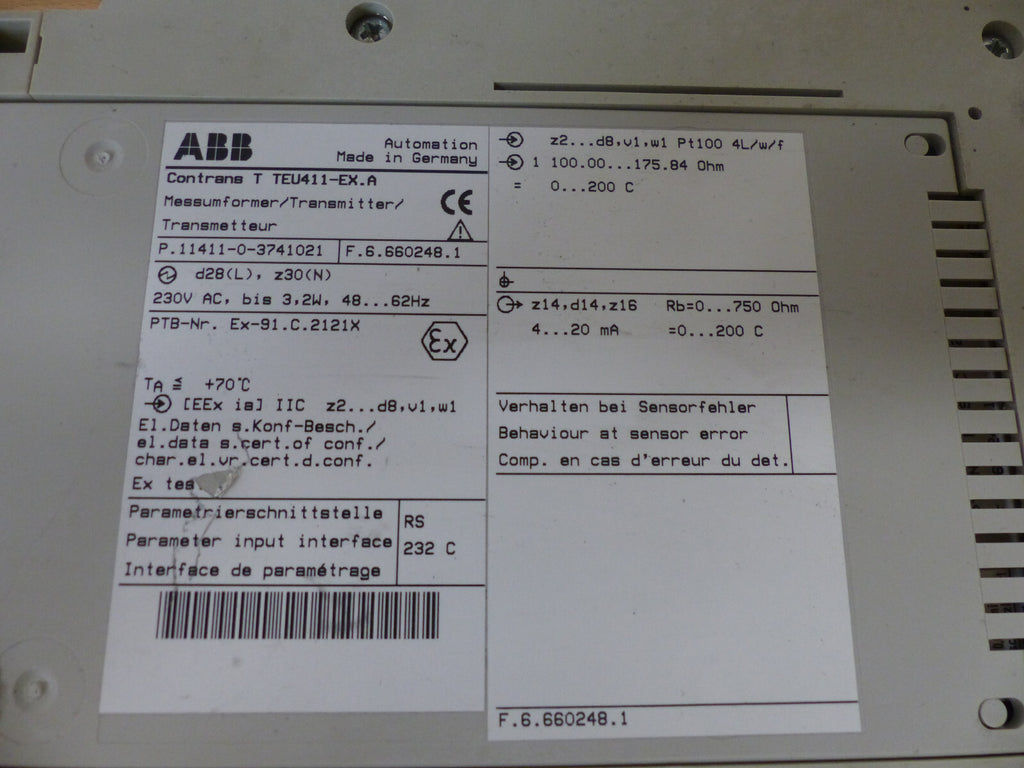 ABB
Automation
Made in Germany
Contrans T TEU411-EX.A
Messumformer/Transmitter/
Transmetteur
CE
P.11411-0-3741021 F.6.660248.1
d28(L), z30(N)
230V AC, bis 3,2W, 48...62Hz
PTB-Nr. Ex-91.C.2121X
Ex
TA ≤ +70°C
[EEx ia] IIC z2...d8,v1,w1
El.Daten s.Konf-Besch./
el.data s.cert.of conf./
char.el.vr.cert.d.conf.
Ex
Parametrierschnittstelle
Parameter input interface
Interface de paramétrage
RS
232 C
z2...d8,v1,w1 Pt100 4L/w/f
1 100.00...175.84 Ohm
= 0...200 C
z14,d14,z16 Rb=0...750 Ohm
4...20 mA =0...200 C
Verhalten bei Sensorfehler
Behaviour at sensor error
Comp. en cas d'erreur du det.
F.6.660248.1